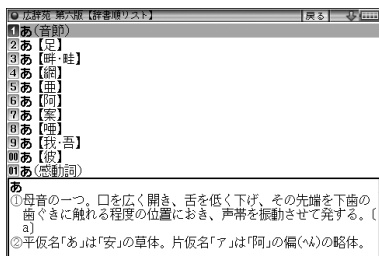 広辞苑 第六版【辞書順リスト】 戻る
1 あ(音節)
2 あ【足】
3 あ【畔・畦】
4 あ【網】
5 あ【亜】
6 あ【阿】
7 あ【案】
8 あ【唖】
9 あ【我・吾】
00 あ【彼】
01 あ(感動詞)
あ
①母音の一つ。口を広く開き、舌を低く下げ、その先端を下歯の
歯ぐきに触れる程度の位置におき、声帯を振動させて発する。〔
a〕
②平仮名「あ」は「安」の草体。片仮名「ア」は「阿」の偏(へん)の略体。